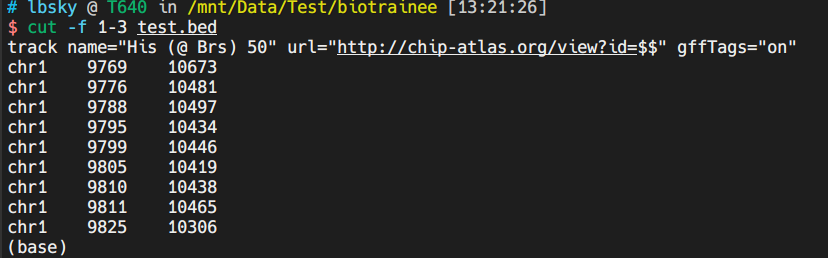 # lbsky @ T640 in /mnt/Data/Test/biotrainee [13:21:26]
$ cut -f 1-3 test.bed
track name="His (@ Brs) 50" url="http://chip-atlas.org/view?id=$$" gffTags="on"
chr1    9769    10673
chr1    9776    10481
chr1    9788    10497
chr1    9795    10434
chr1    9799    10446
chr1    9805    10419
chr1    9810    10438
chr1    9811    10465
chr1    9825    10306
(base)